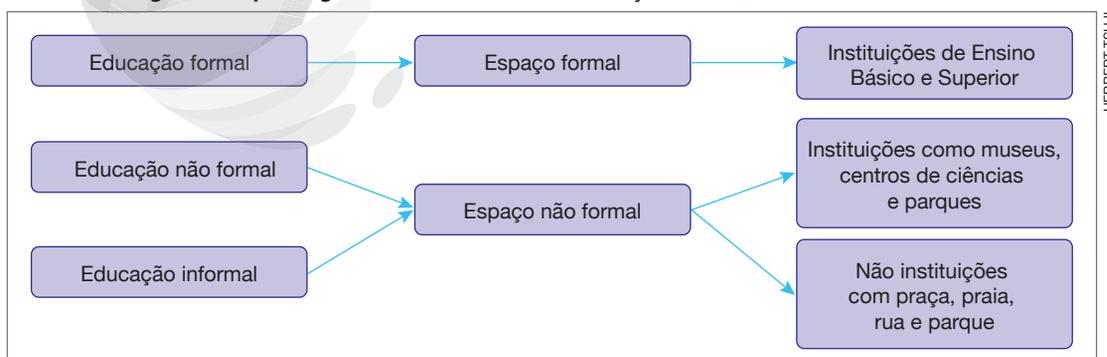 Educação formal
Espaço formal
Instituições de Ensino
Básico e Superior
Educação não formal
Espaço não formal
Instituições como museus,
centros de ciências
e parques
Educação informal
Não instituições
com praça, praia,
rua e parque